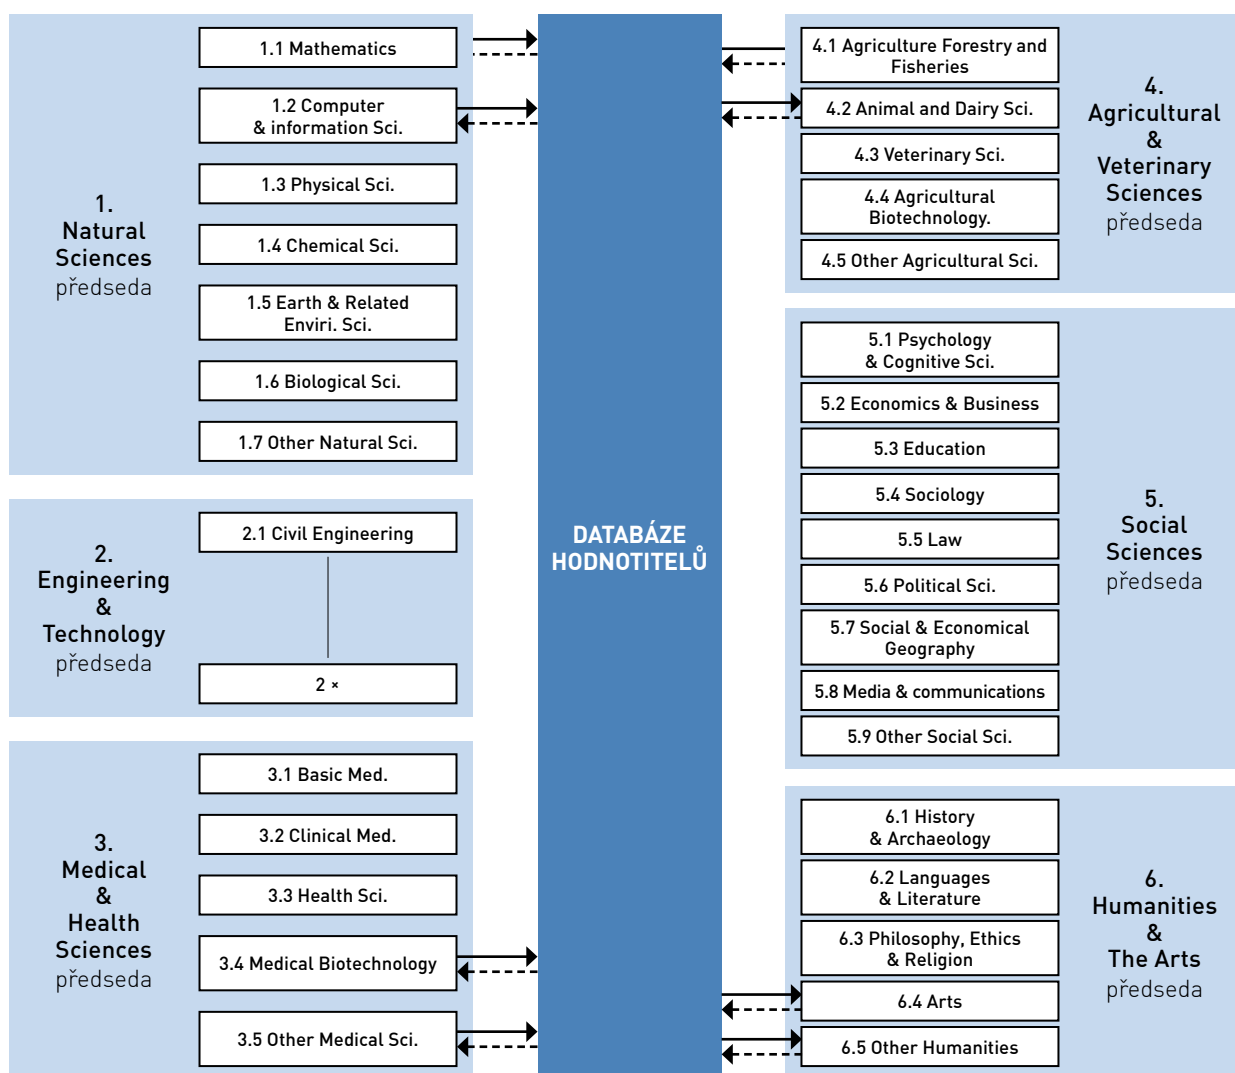 1.
Natural
Sciences
předseda
1.1 Mathematics
1.2 Computer
& information Sci.
1.3 Physical Sci.
1.4 Chemical Sci.
1.5 Earth & Related
Enviri. Sci.
1.6 Biological Sci.
1.7 Other Natural Sci.
2.
Engineering
&
Technology
předseda
2.1 Civil Engineering
2 ×
3.
Medical
&
Health
Sciences
předseda
3.1 Basic Med.
3.2 Clinical Med.
3.3 Health Sci.
3.4 Medical Biotechnology
3.5 Other Medical Sci.
DATABÁZE
HODNOTITELŮ
4.1 Agriculture Forestry and
Fisheries
4.2 Animal and Dairy Sci.
4.3 Veterinary Sci.
4.4 Agricultural
Biotechnology.
4.5 Other Agricultural Sci.
4.
Agricultural
&
Veterinary
Sciences
předseda
5.1 Psychology
& Cognitive Sci.
5.2 Economics & Business
5.3 Education
5.4 Sociology
5.5 Law
5.6 Political Sci.
5.7 Social & Economical
Geography
5.8 Media & communications
5.9 Other Social Sci.
5.
Social
Sciences
předseda
6.1 History
& Archaeology
6.2 Languages
& Literature
6.3 Philosophy, Ethics
& Religion
6.4 Arts
6.5 Other Humanities
6.
Humanities
&
The Arts
předseda